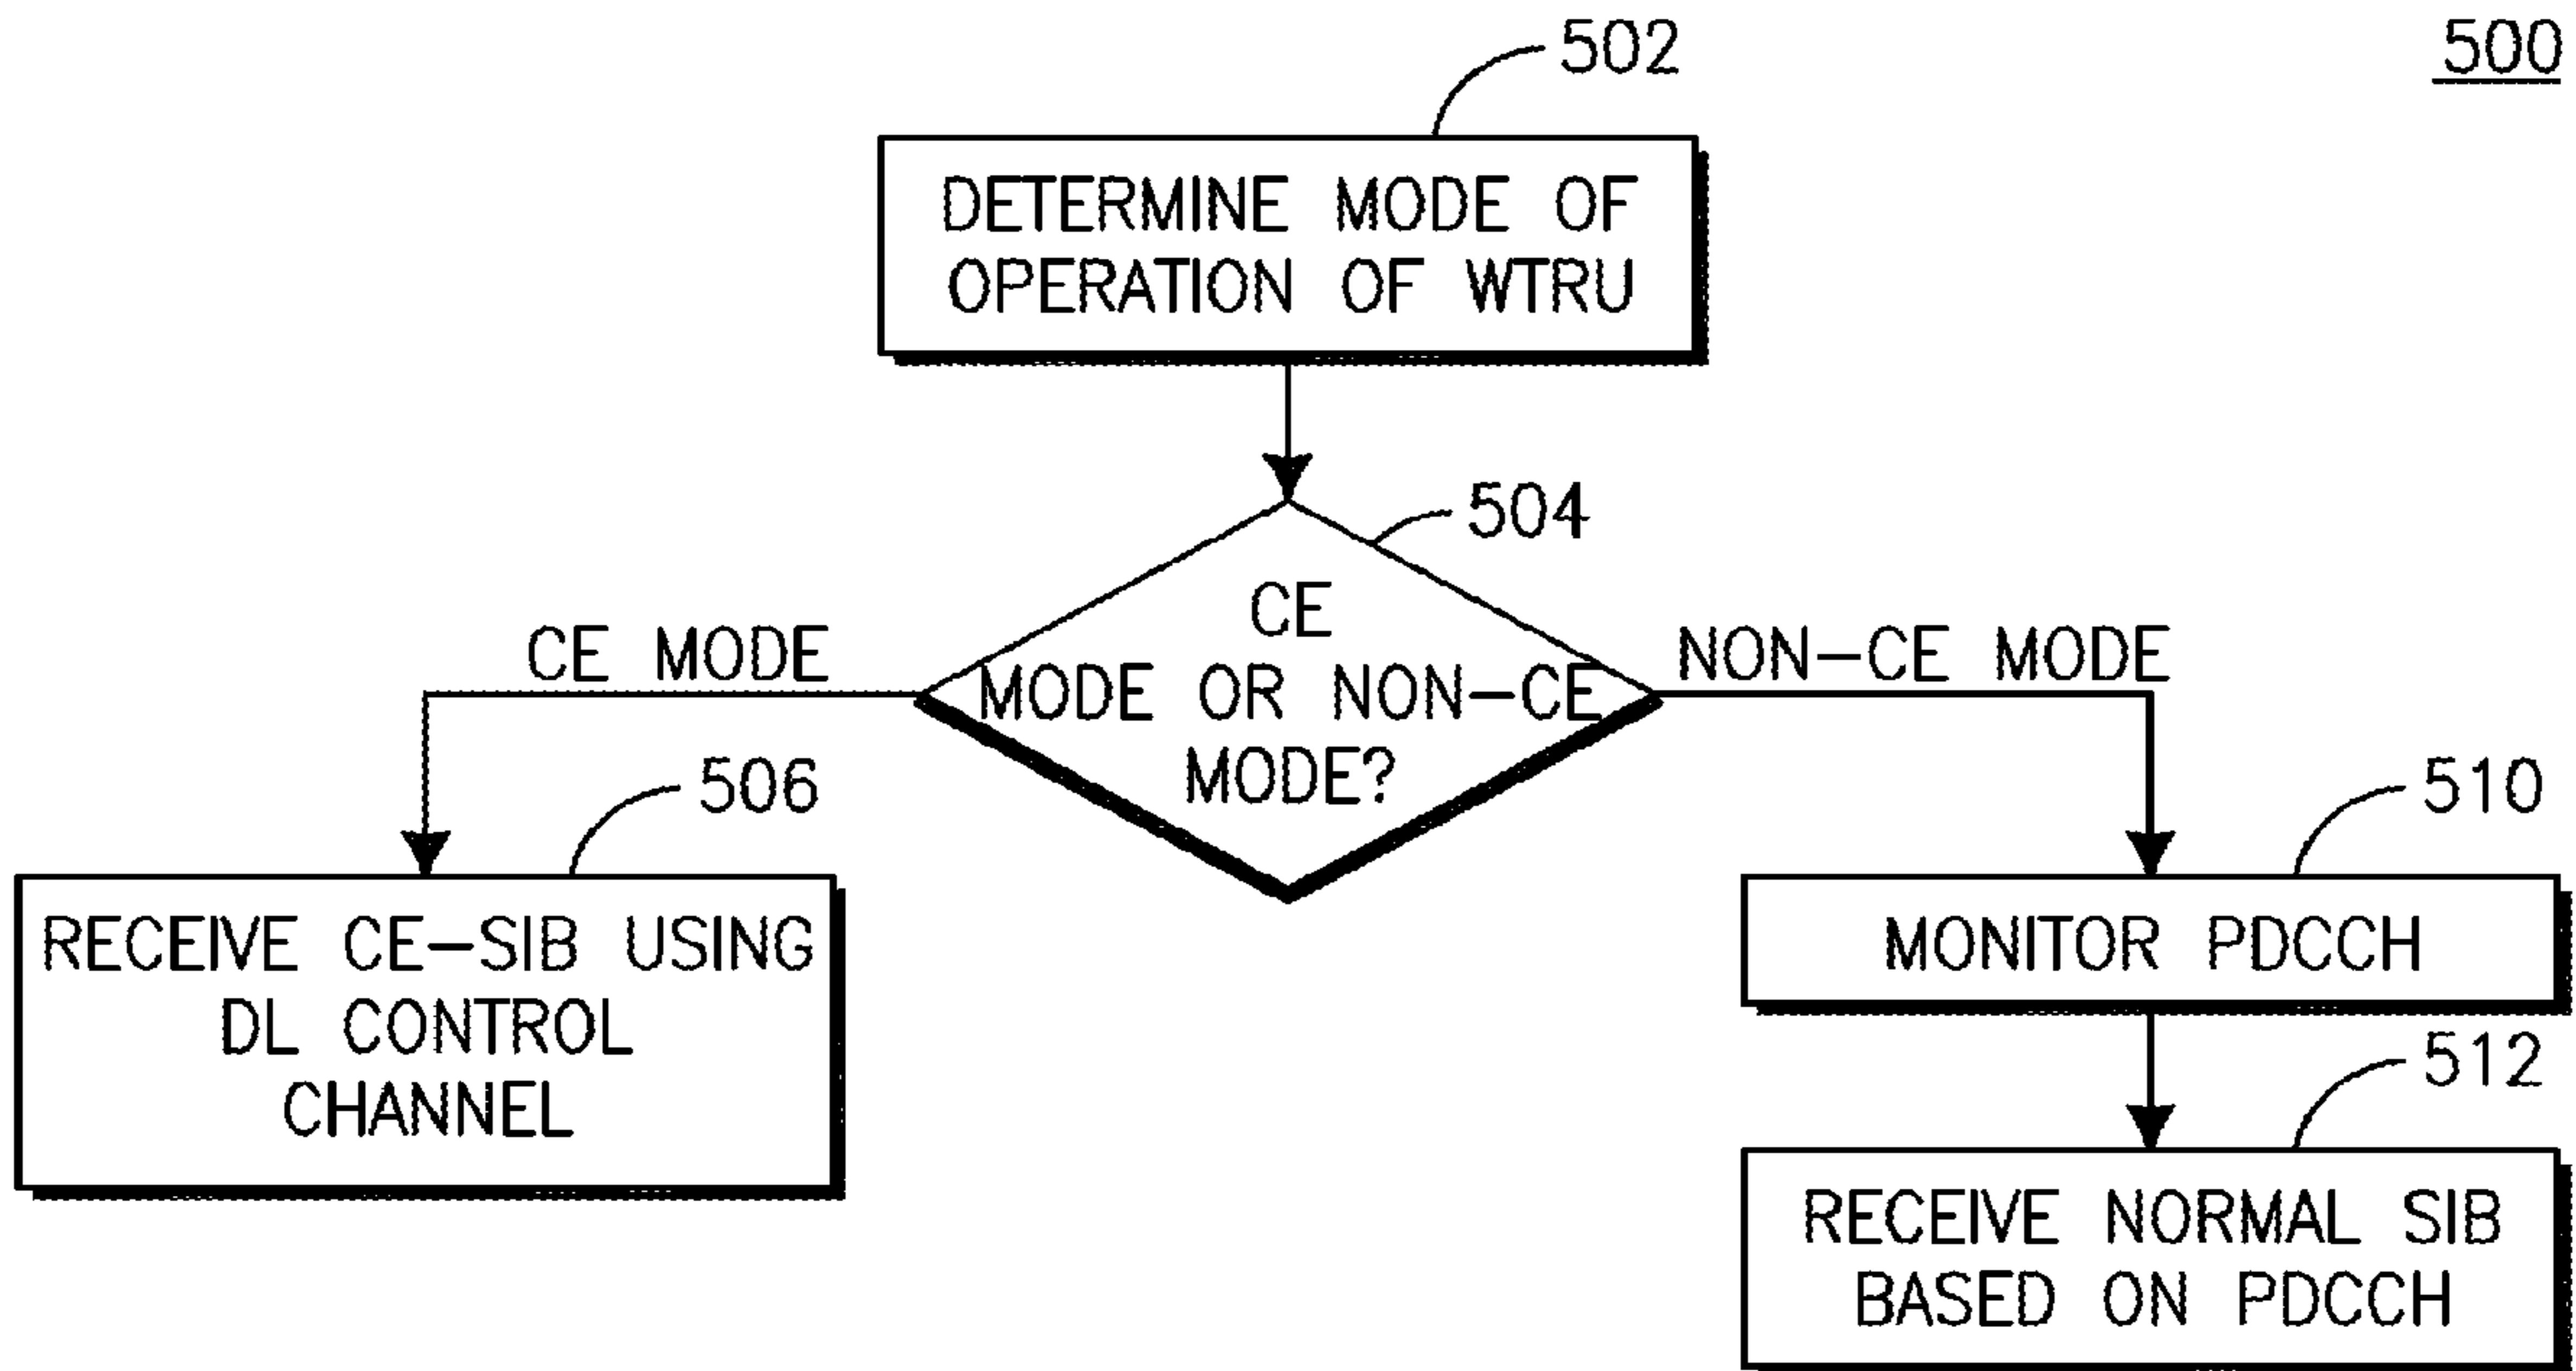 500
502
DETERMINE MODE OF
OPERATION OF WTRU
504
CE
MODE OR NON-CE
MODE?
CE MODE
NON-CE MODE
506
RECEIVE CE-SIB USING
DL CONTROL
CHANNEL
510
MONITOR PDCCH
512
RECEIVE NORMAL SIB
BASED ON PDCCH